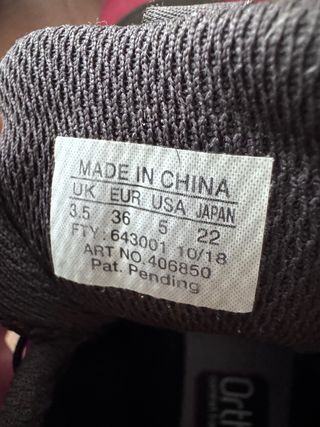 MADE IN CHINA
UK EUR USA JAPAN
3.5 36 5 22
FTY: 643001 10/18
ART NO.406850
Pat. Pending
Orth